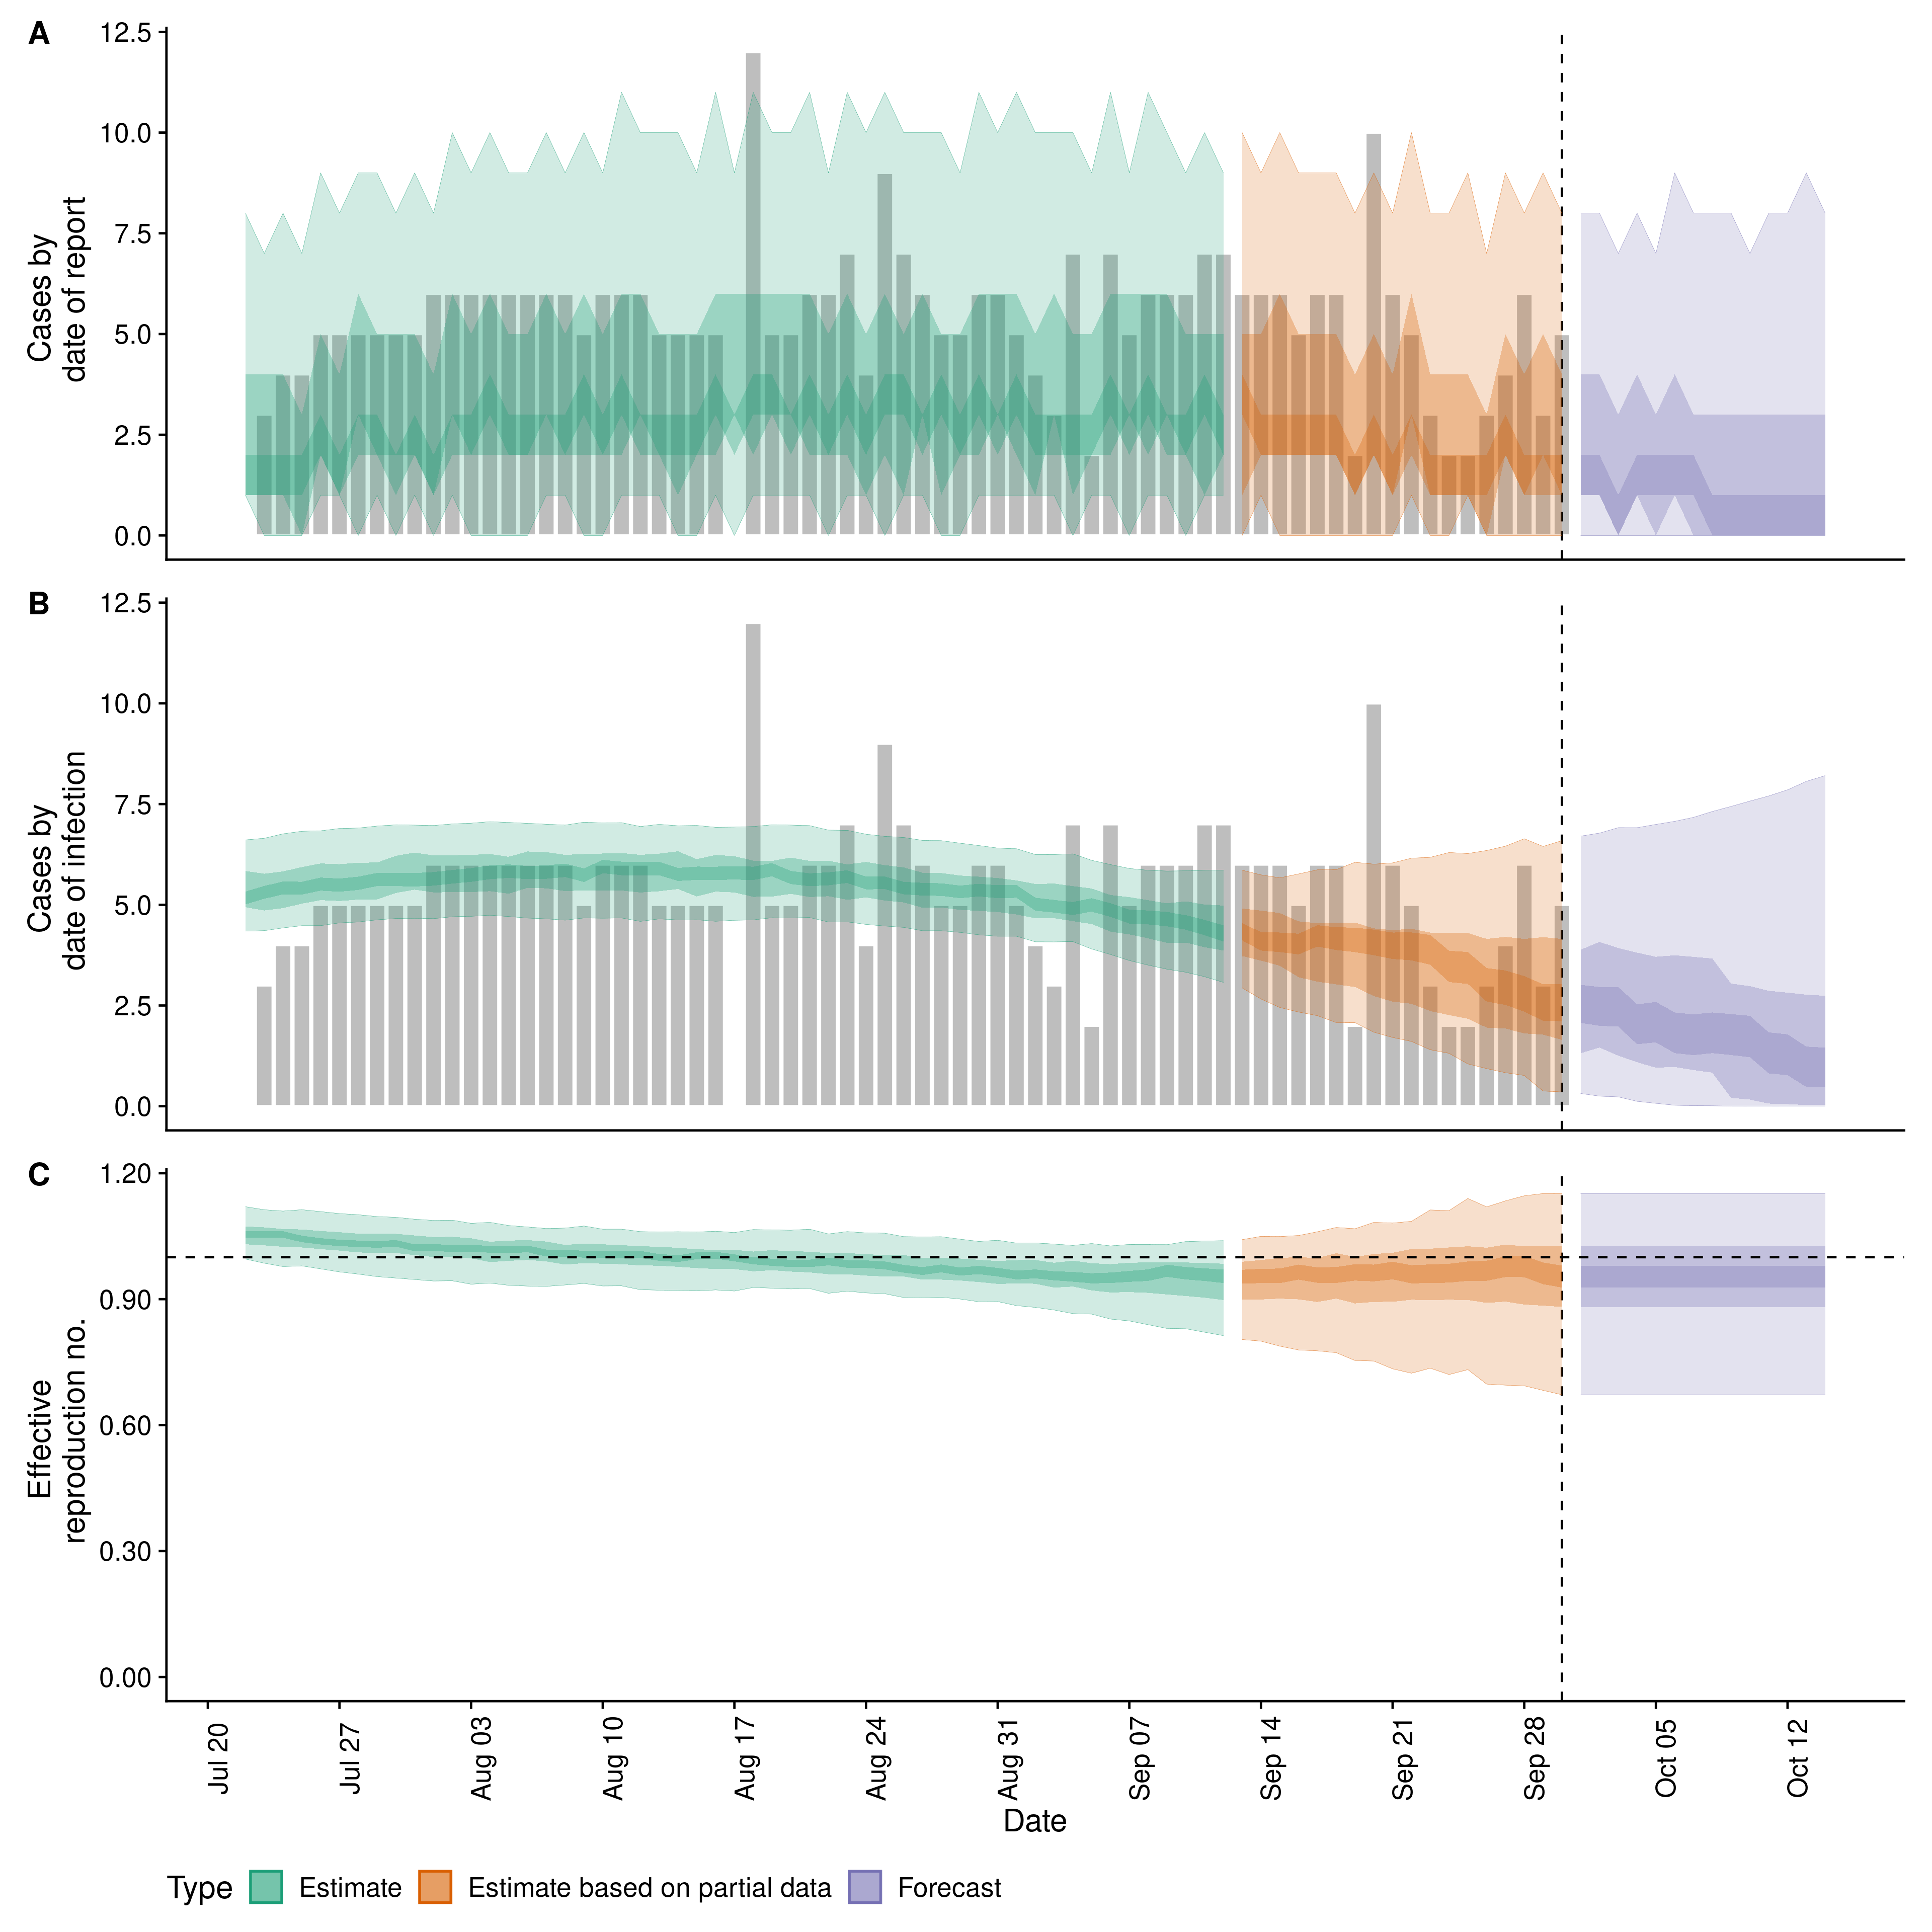 A
12.5
10.0
7.5
5.0
2.5
0.0
Cases by
date of report
B
12.5
10.0
7.5
5.0
2.5
0.0
Cases by
date of infection
C
1.20
0.90
0.60
0.30
0.00
Effective
reproduction no.
Jul 20
Jul 27
Aug 03
Aug 10
Aug 17
Aug 24
Aug 31
Sep 07
Sep 14
Sep 21
Sep 28
Oct 05
Oct 12
Date
Type Estimate Estimate based on partial data Forecast